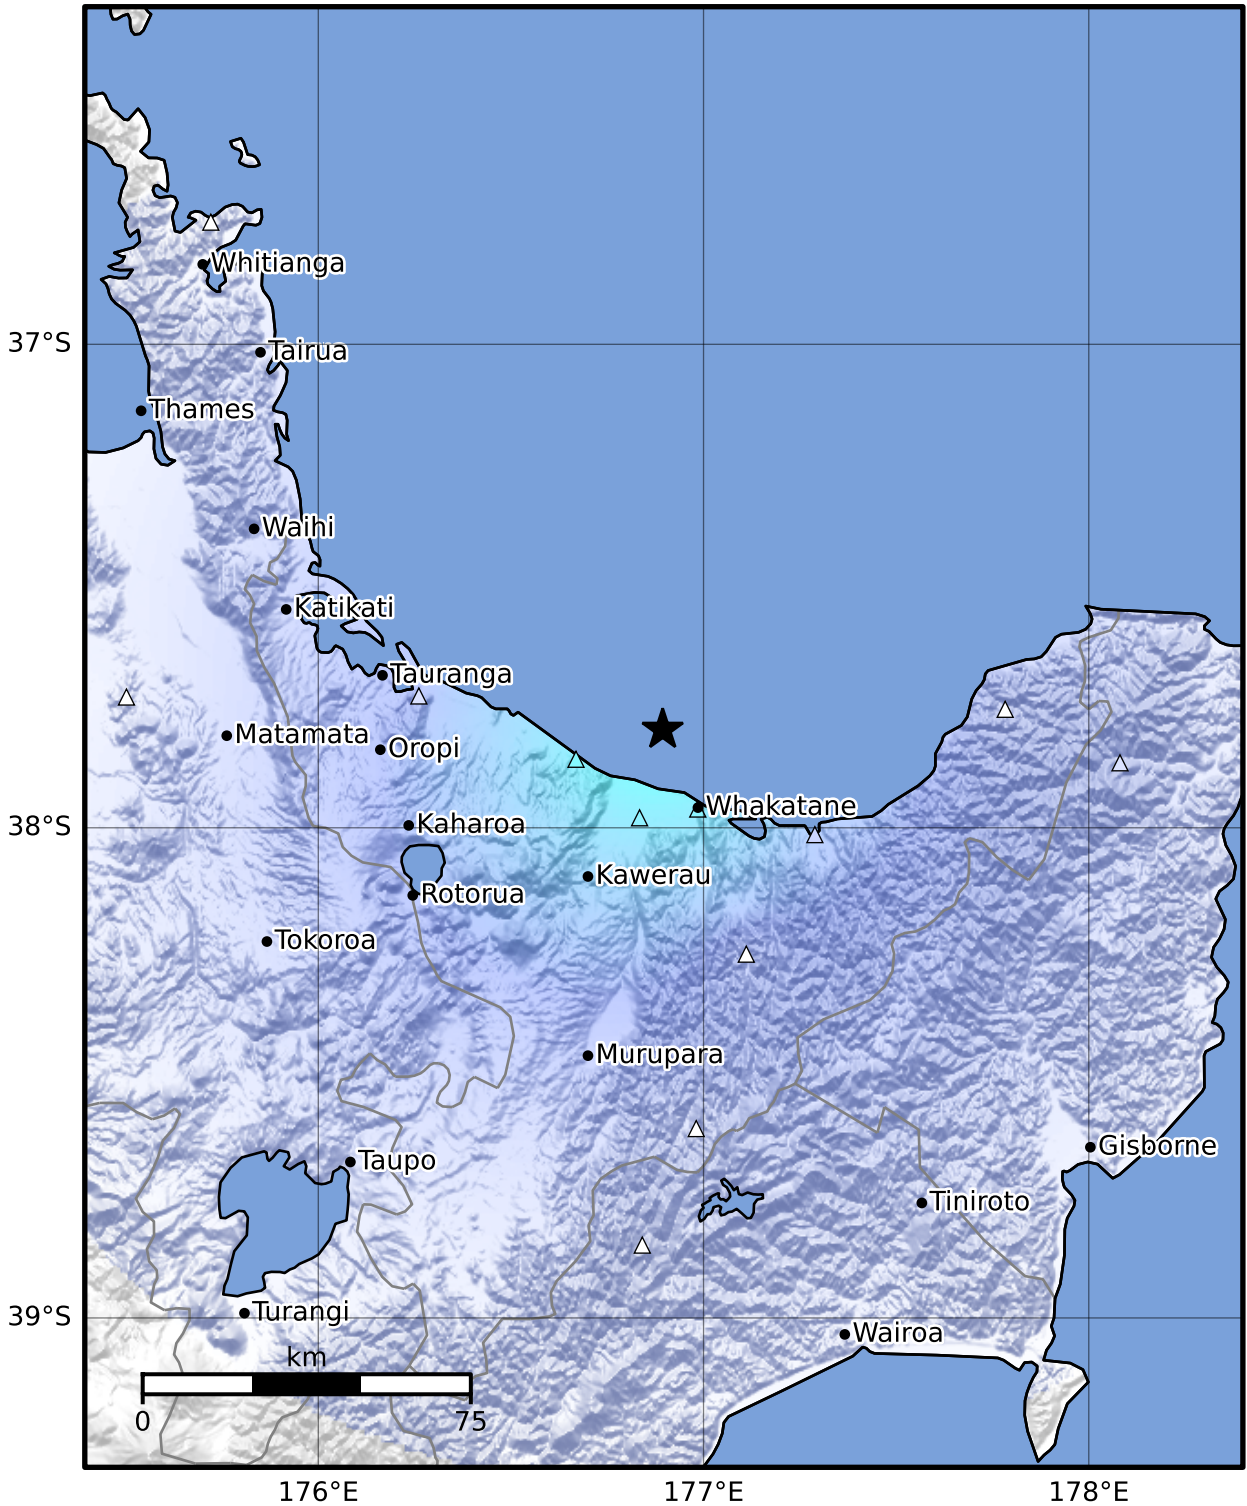 Whitianga
37°S
Tairua
Thames
Waihi
Katikati
Tauranga
Matamata
Oropi
Whakatane
38°S
Kaharoa
Kawerau
Rotorua
Tokoroa
Murupara
Gisborne
Taupo
Tiniroto
Turangi
39°S
Wairoa
km
0
75
176°E
177°E
178°E